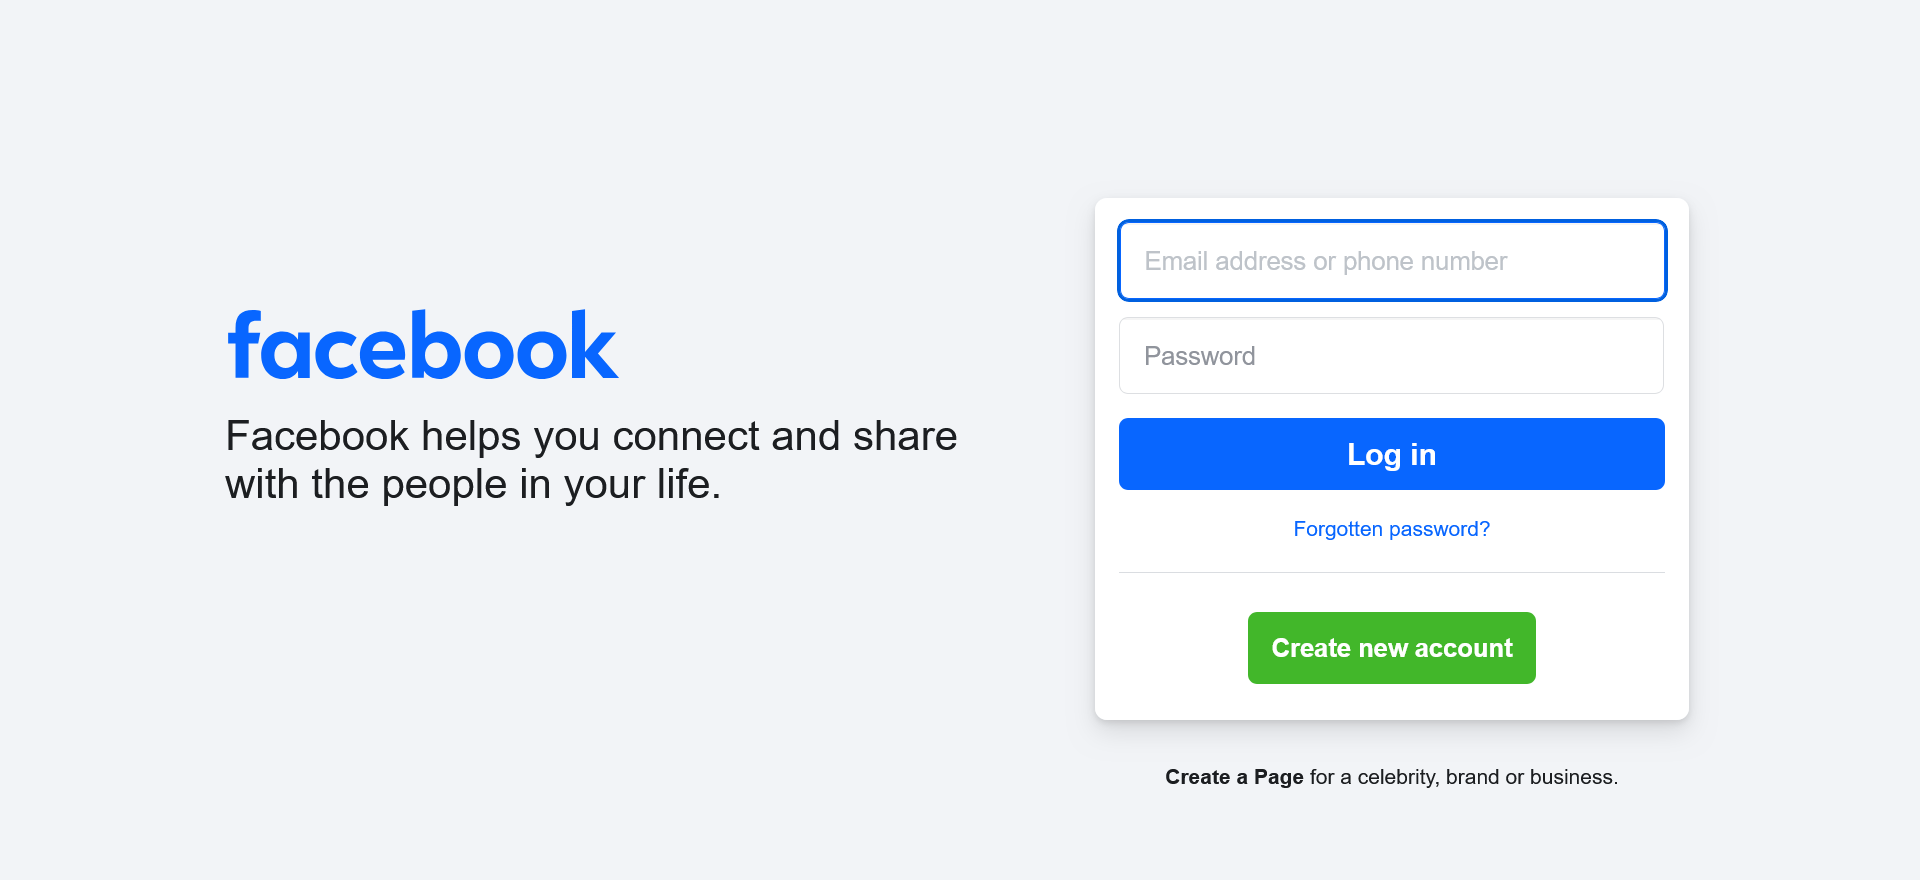 facebook
Facebook helps you connect and share
with the people in your life.
Email address or phone number
Password
Log in
Forgotten password?
Create new account
Create a Page for a celebrity, brand or business.